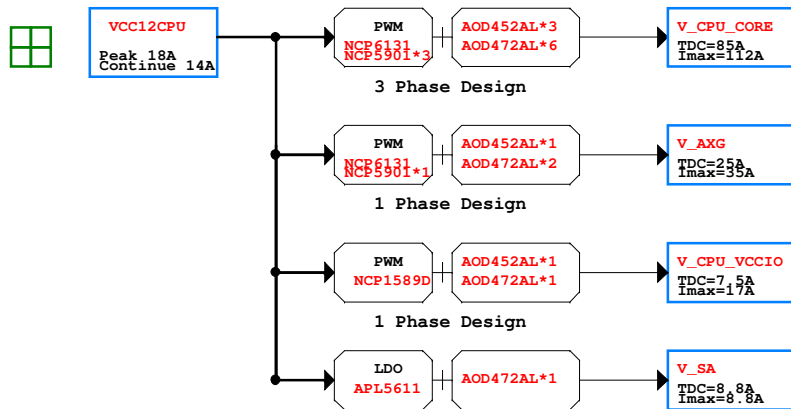 VCC12CPU
Peak 18A
Continue 14A
PWM
NCP6131
NCP5901*3
AOD452AL*3
AOD472AL*6
V_CPU_CORE
TDC=85A
Imax=112A
3 Phase Design
PWM
NCP6131
NCP5901*1
AOD452AL*1
AOD472AL*2
V_AXG
TDC=25A
Imax=35A
1 Phase Design
PWM
NCP1589D
AOD452AL*1
AOD472AL*1
V_CPU_VCCIO
TDC=7.5A
Imax=17A
1 Phase Design
LDO
APL5611
AOD472AL*1
V_SA
TDC=8.8A
Imax=8.8A